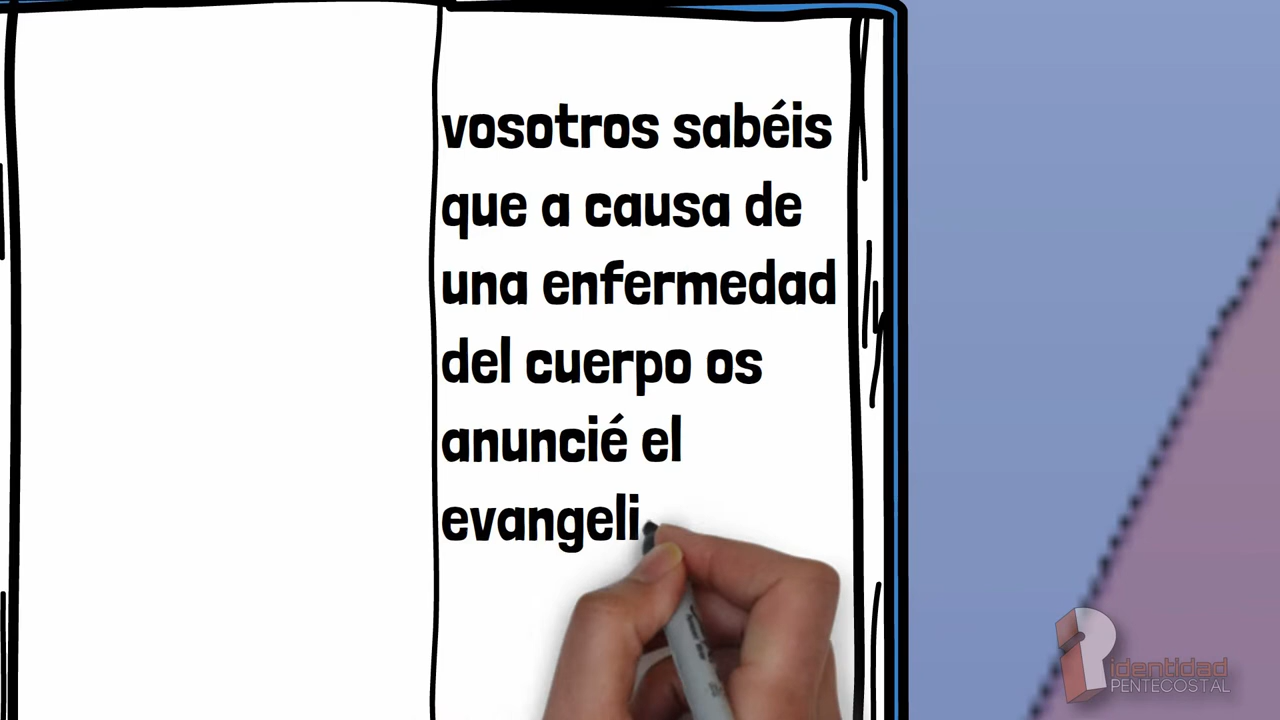 vosotros sabéis
que a causa de
una enfermedad
del cuerpo os
anuncié el
evangeli
identidad
PENTECOSTAL